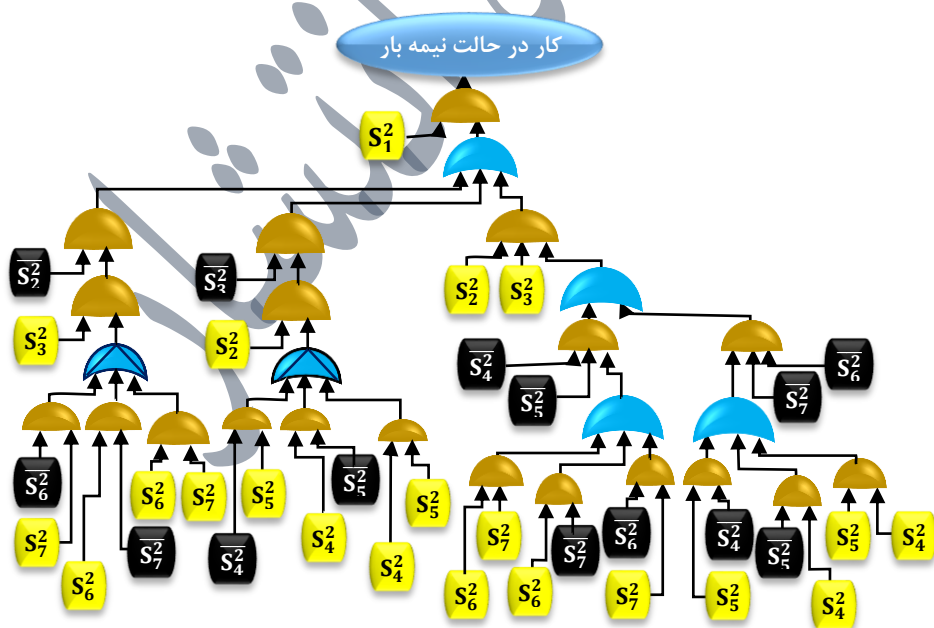 کار در حالت نیمه بار
S₁²
S̅₂²
S̅₃²
S₂² S₃²
S₃²
S₂²
S̅₄²
S̅₅²
S̅₆²
S̅₇²
S̅₆²
S₆² S₇²
S₅²
S̅₅²
S₅²
S₇²
S̅₇²
S̅₄²
S₄²
S₄²
S₆²
S₇²
S̅₇²
S̅₆²
S̅₄²
S̅₅²
S₅²
S₄²
S₆²
S₆²
S₇²
S₅²
S₄²